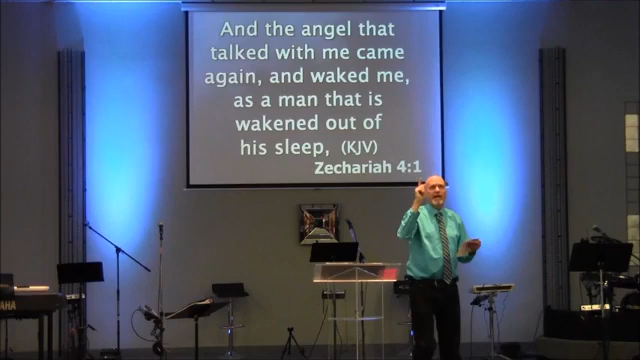 And the angel that
talked with me came
again, and waked me,
as a man that is
wakened out of
his sleep, (KJV)
Zechariah 4:1
YAMAHA